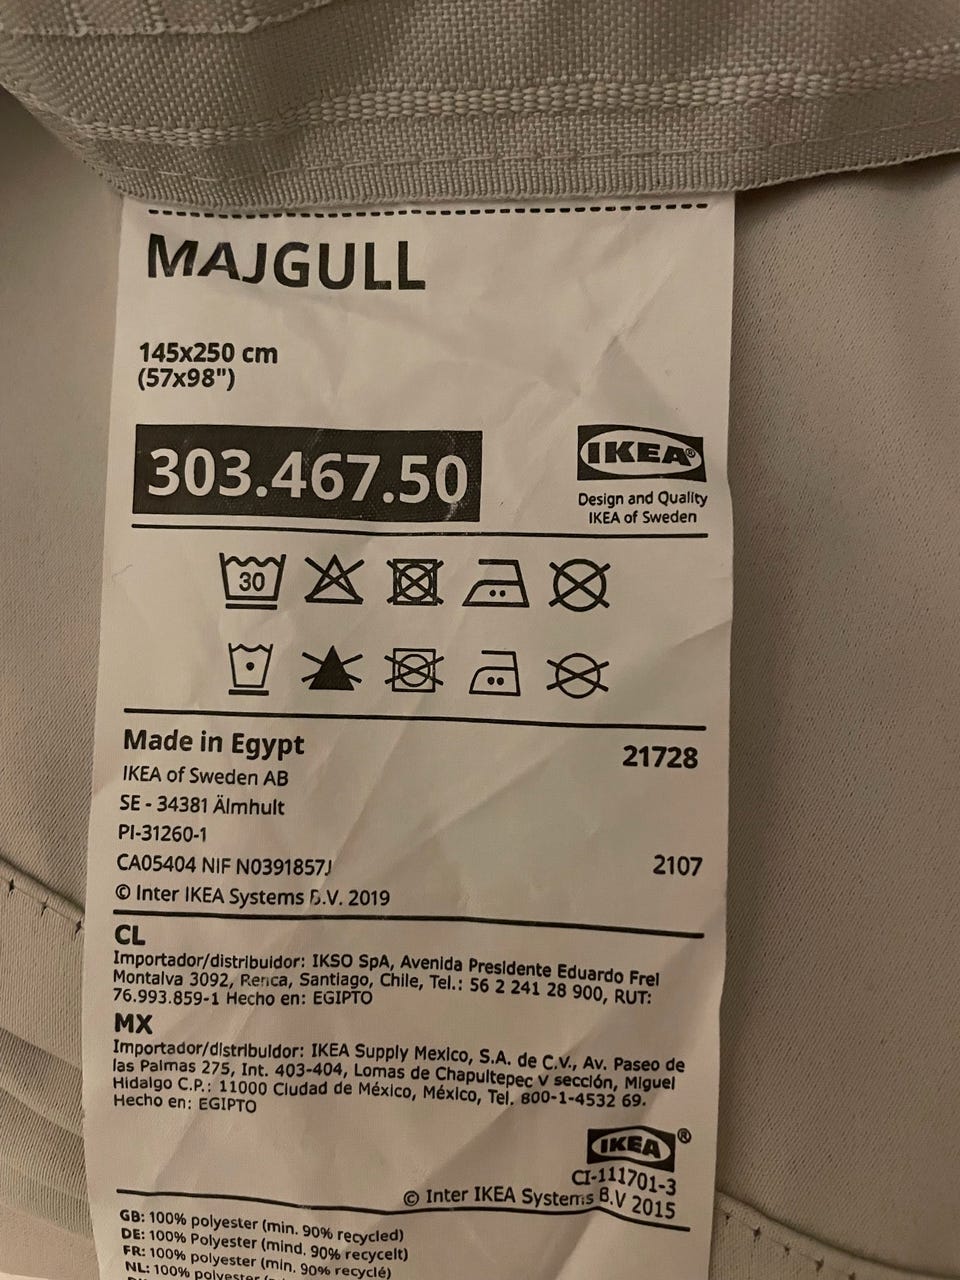 MAJGULL
145x250 cm
(57x98")
303.467.50
IKEA®
Design and Quality
IKEA of Sweden
30
Made in Egypt 21728
IKEA of Sweden AB
SE - 34381 Älmhult
PI-31260-1
CA05404 NIF N0391857J 2107
© Inter IKEA Systems B.V. 2019
CL
Importador/distribuidor: IKSO SpA, Avenida Presidente Eduardo Frei
Montalva 3092, Renca, Santiago, Chile, Tel.: 56 2 241 28 900, RUT:
76.993.859-1 Hecho en: EGIPTO
MX
Importador/distribuidor: IKEA Supply Mexico, S.A. de C.V., Av. Paseo de
las Palmas 275, Int. 403-404, Lomas de Chapultepec V sección, Miguel
Hidalgo C.P.: 11000 Ciudad de México, México, Tel. 800-1-4532 69.
Hecho en: EGIPTO
IKEA®
CI-111701-3
© Inter IKEA Systems B.V 2015
GB: 100% polyester (min. 90% recycled)
DE: 100% Polyester (mind. 90% recycelt)
FR: 100% polyester (min. 90% recyclé)
NL: 100% polyester